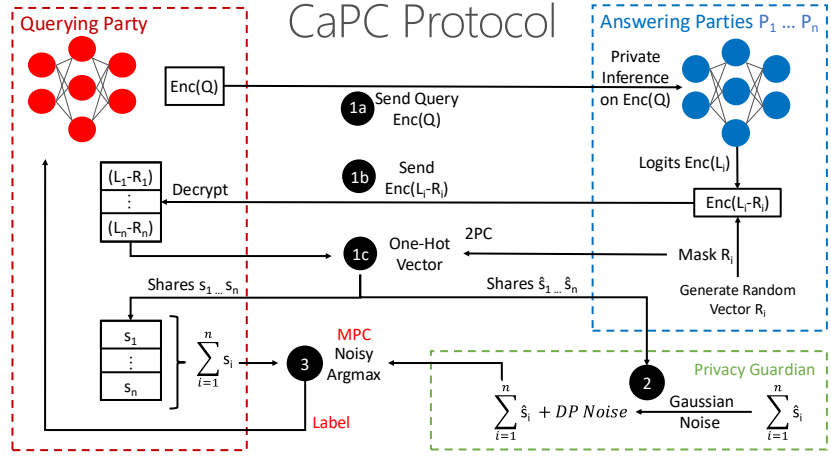 CaPC Protocol
Querying Party
Answering Parties P₁ ... Pₙ
Enc(Q)
Private
Inference
on Enc(Q)
1a
Send Query
Enc(Q)
Logits Enc(Lᵢ)
1b
Send
Enc(Lᵢ-Rᵢ)
(L₁-R₁)
⋮
(Lₙ-Rₙ)
Decrypt
Enc(Lᵢ-Rᵢ)
1c
One-Hot
Vector
2PC
Mask Rᵢ
Generate Random
Vector Rᵢ
Shares s₁ ... sₙ
Shares ŝ₁ ... ŝₙ
s₁
⋮
sₙ
n
∑ sᵢ
i=1
3
MPC
Noisy
Argmax
Label
2
Privacy Guardian
n
∑ ŝᵢ + DP Noise
i=1
Gaussian
Noise
n
∑ ŝᵢ
i=1